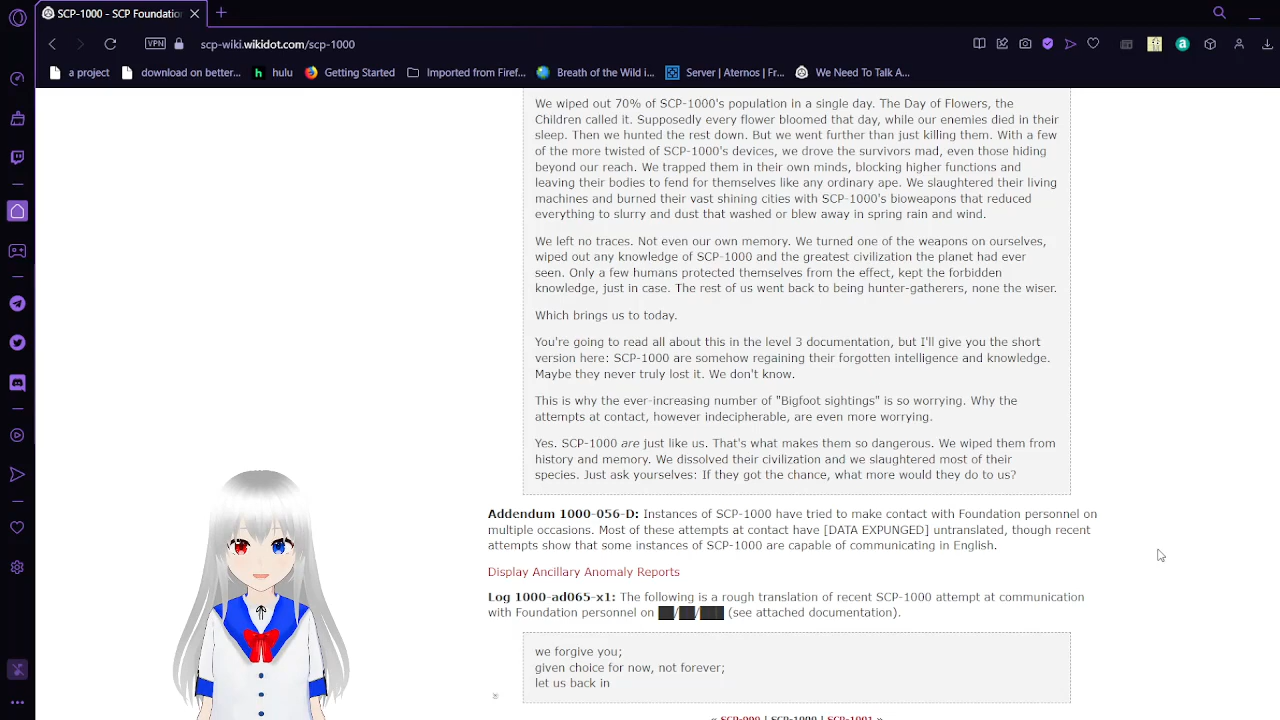 SCP-1000 - SCP Foundation
VPN
scp-wiki.wikidot.com/scp-1000
a project
download on better...
hulu
Getting Started
Imported from Firef...
Breath of the Wild i...
Server | Aternos | Fr...
We Need To Talk A...
We wiped out 70% of SCP-1000's population in a single day. The Day of Flowers, the
Children called it. Supposedly every flower bloomed that day, while our enemies died in their
sleep. Then we hunted the rest down. But we went further than just killing them. With a few
of the more twisted of SCP-1000's devices, we drove the survivors mad, even those hiding
beyond our reach. We trapped them in their own minds, blocking higher functions and
leaving their bodies to fend for themselves like any ordinary ape. We slaughtered their living
machines and burned their vast shining cities with SCP-1000's bioweapons that reduced
everything to slurry and dust that washed or blew away in spring rain and wind.
We left no traces. Not even our own memory. We turned one of the weapons on ourselves,
wiped out any knowledge of SCP-1000 and the greatest civilization the planet had ever
seen. Only a few humans protected themselves from the effect, kept the forbidden
knowledge, just in case. The rest of us went back to being hunter-gatherers, none the wiser.
Which brings us to today.
You're going to read all about this in the level 3 documentation, but I'll give you the short
version here: SCP-1000 are somehow regaining their forgotten intelligence and knowledge.
Maybe they never truly lost it. We don't know.
This is why the ever-increasing number of "Bigfoot sightings" is so worrying. Why the
attempts at contact, however indecipherable, are even more worrying.
Yes. SCP-1000 are just like us. That's what makes them so dangerous. We wiped them from
history and memory. We dissolved their civilization and we slaughtered most of their
species. Just ask yourselves: If they got the chance, what more would they do to us?
Addendum 1000-056-D: Instances of SCP-1000 have tried to make contact with Foundation personnel on
multiple occasions. Most of these attempts at contact have [DATA EXPUNGED] untranslated, though recent
attempts show that some instances of SCP-1000 are capable of communicating in English.
Display Ancillary Anomaly Reports
Log 1000-ad065-x1: The following is a rough translation of recent SCP-1000 attempt at communication
with Foundation personnel on ██/██/███ (see attached documentation).
we forgive you;
given choice for now, not forever;
let us back in
« SCP-999 | SCP-1000 | SCP-1001 »